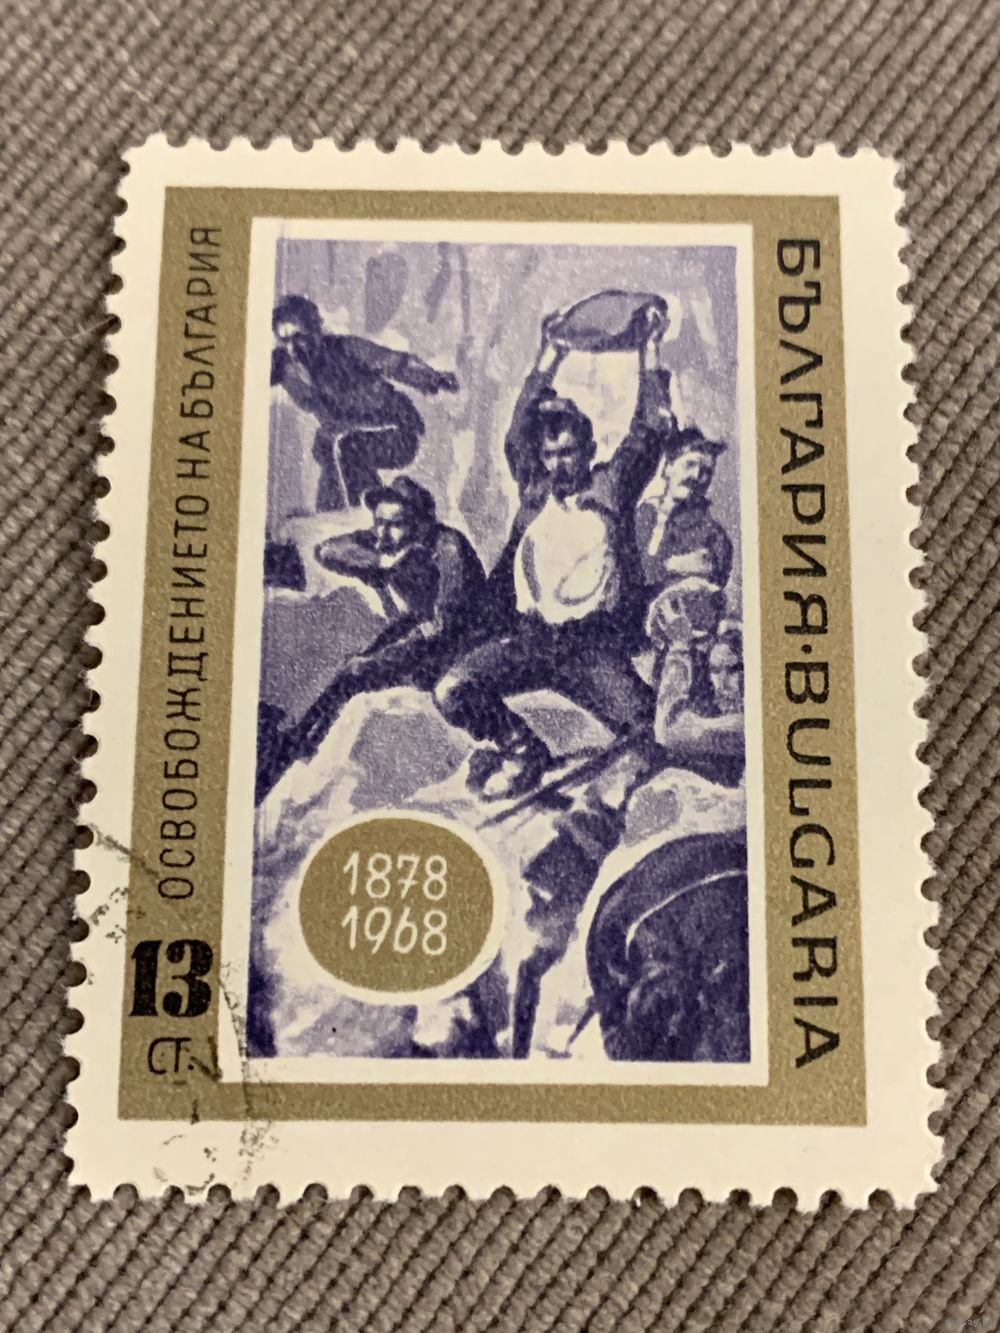 ОСВОБОЖДЕНИЕТО НА БЪЛГАРИЯ
13
СТ.
1878
1968
БЪЛГАРИЯ·BULGARIA